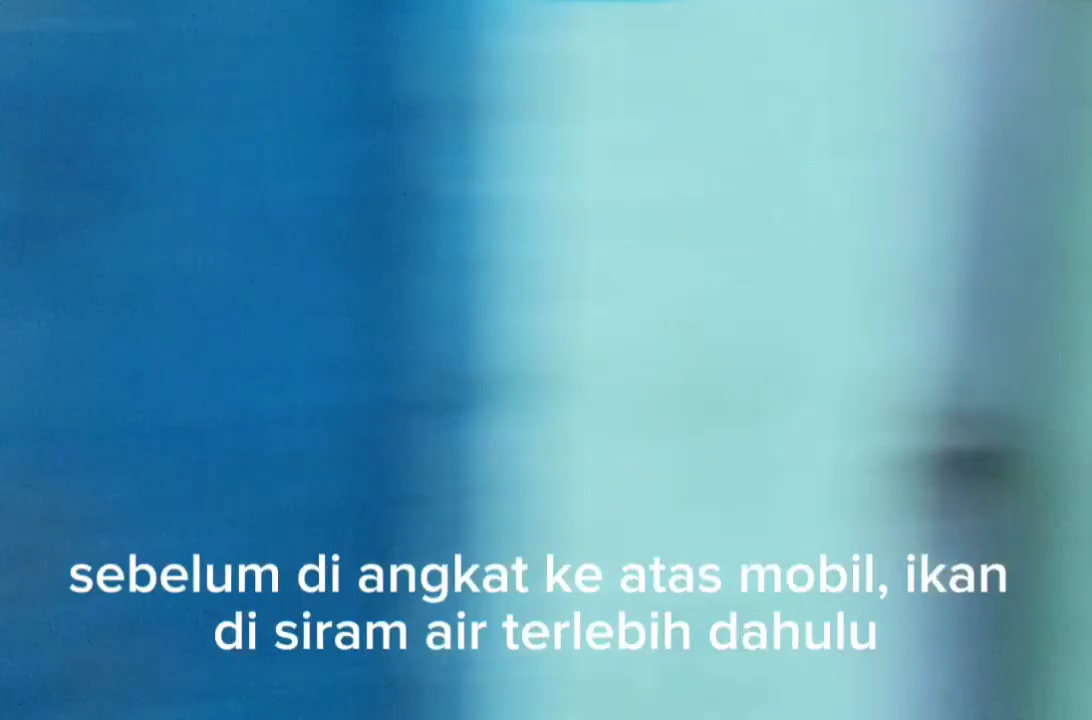 sebelum di angkat ke atas mobil, ikan
di siram air terlebih dahulu